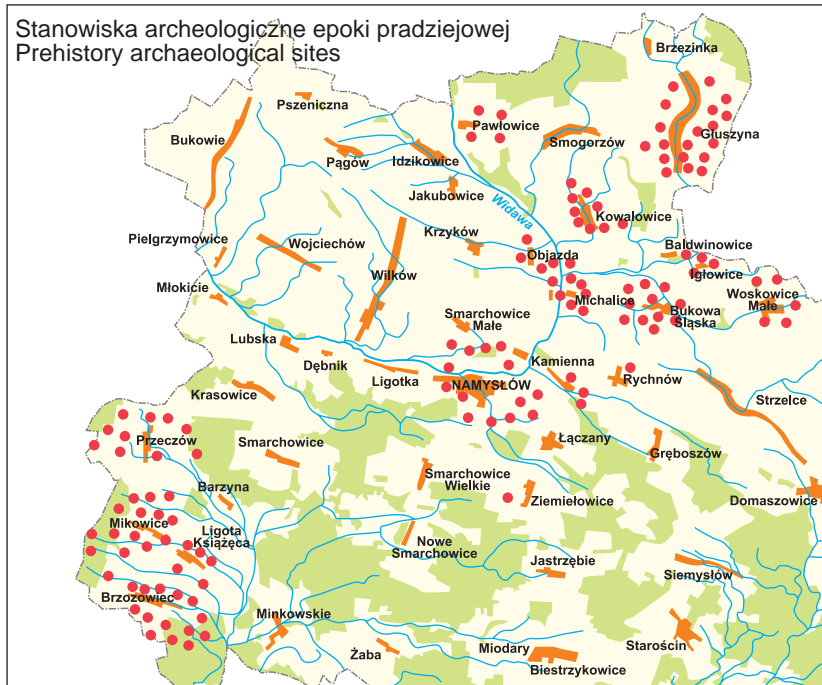 Stanowiska archeologiczne epoki pradziejowej
Prehistory archaeological sites
Brzezinka
Pszeniczna
Pawłowice
Głuszyna
Bukowie
Smogorzów
Pągów
Idzikowice
Jakubowice
Widawa
Kowalowice
Krzyków
Pielgrzymowice
Wojciechów
Baldwinowice
Objazda
Igłowice
Wilków
Młokicie
Michalice
Woskowice
Małe
Smarchowice
Małe
Bukowa
Śląska
Lubska
Dębnik
Kamienna
Ligotka
NAMYSŁÓW
Rychnów
Krasowice
Strzelce
Przeczów
Smarchowice
Łączany
Gręboszów
Smarchowice
Wielkie
Barzyna
Ziemiełowice
Domaszowice
Mikowice
Ligota
Książęca
Nowe
Smarchowice
Jastrzębie
Siemysłów
Brzozowiec
Minkowskie
Żaba
Miodary
Starościn
Biestrzykowice